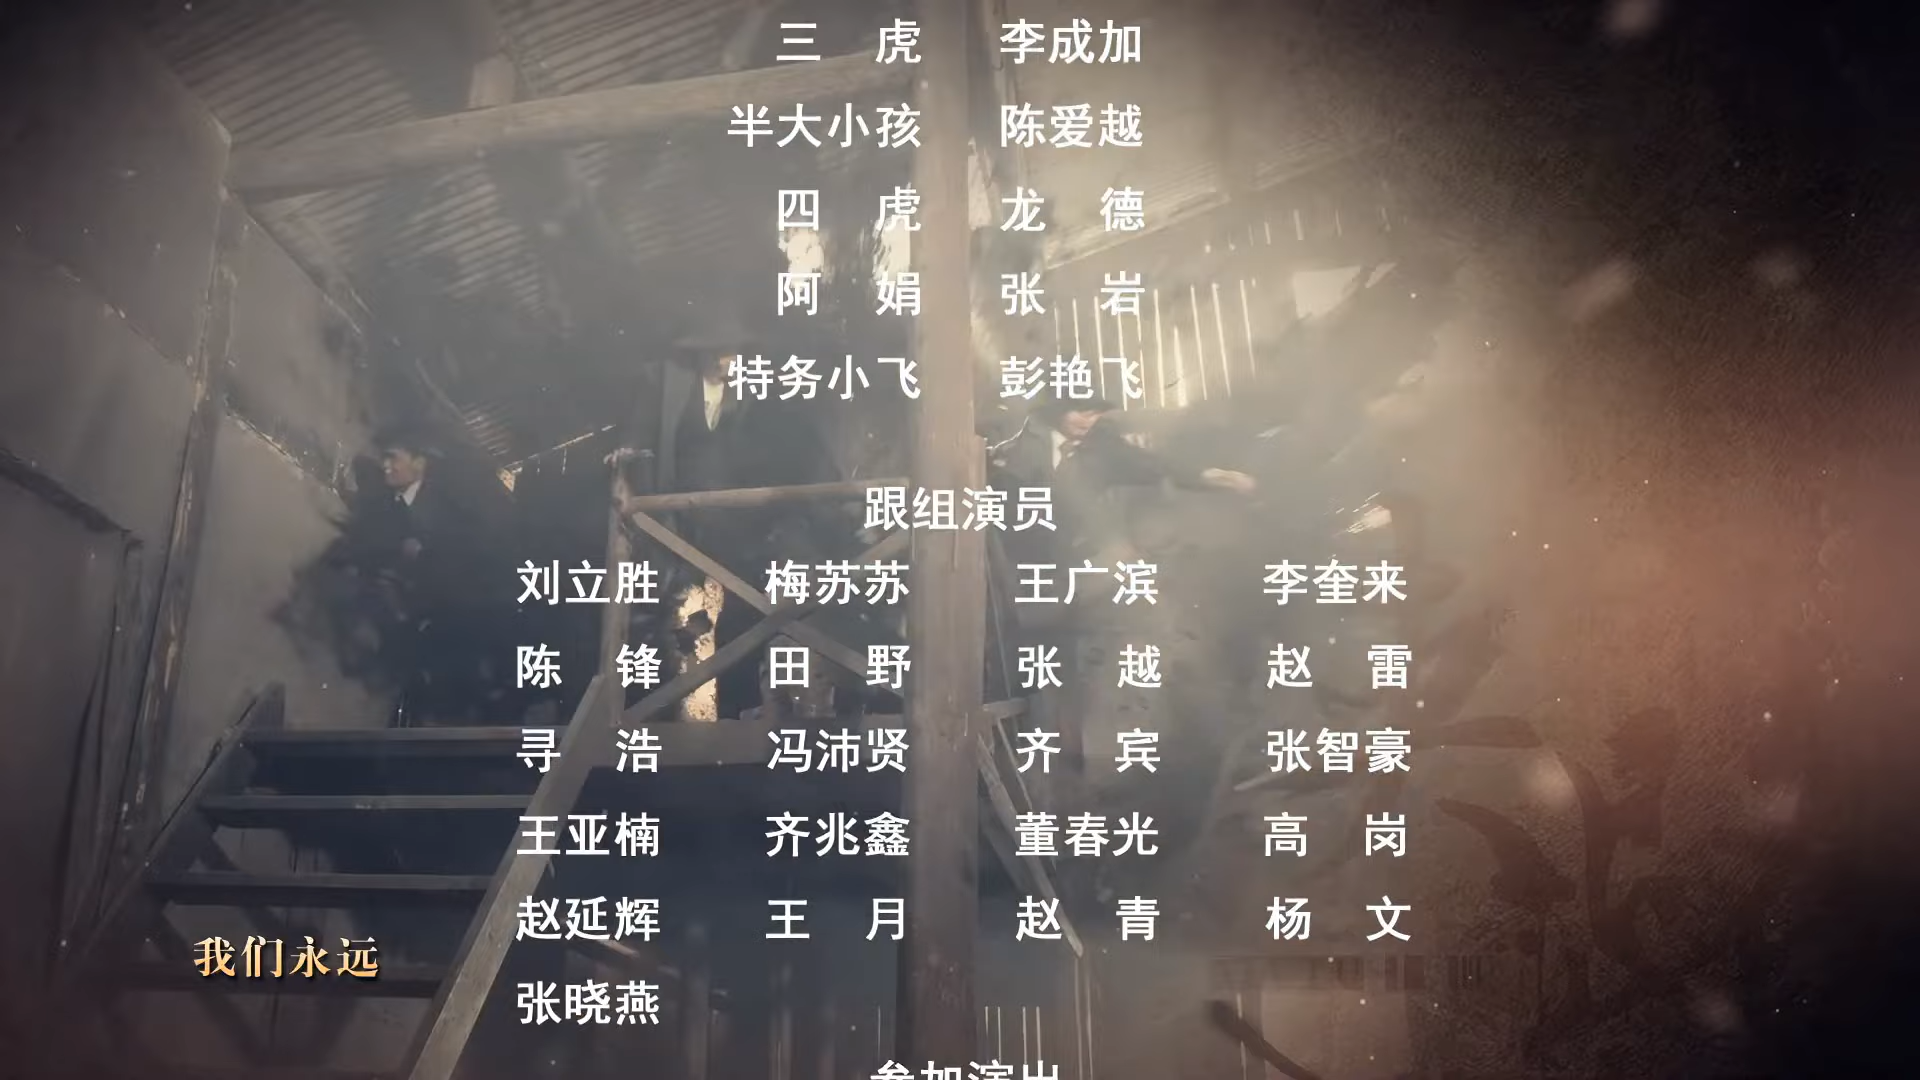 三 虎 李成加
半大小孩 陈爱越
四 虎 龙 德
阿 娟 张 岩
特务小飞 彭艳飞
跟组演员
刘立胜 梅苏苏 王广滨 李奎来
陈 锋 田 野 张 越 赵 雷
寻 浩 冯沛贤 齐 宾 张智豪
王亚楠 齐兆鑫 董春光 高 岗
赵延辉 王 月 赵 青 杨 文
我们永远
张晓燕
参加演出